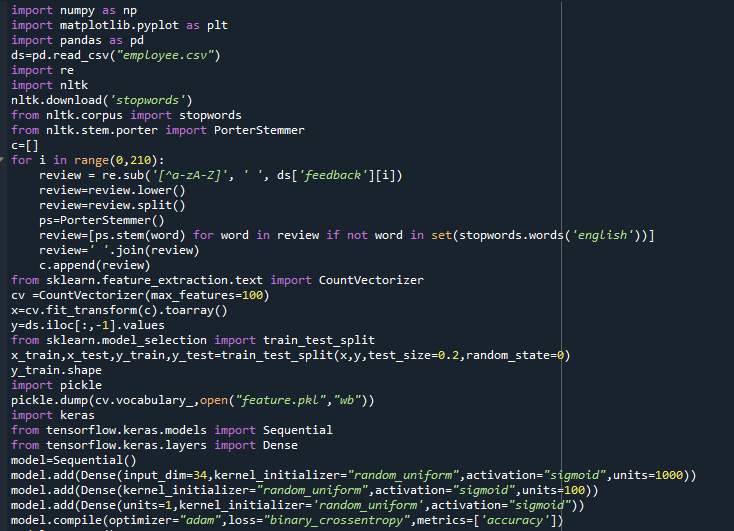 import numpy as np
import matplotlib.pyplot as plt
import pandas as pd
ds=pd.read_csv("employee.csv")
import re
import nltk
nltk.download('stopwords')
from nltk.corpus import stopwords
from nltk.stem.porter import PorterStemmer
c=[]
for i in range(0,210):
    review = re.sub('[^a-zA-Z]', ' ', ds['feedback'][i])
    review=review.lower()
    review=review.split()
    ps=PorterStemmer()
    review=[ps.stem(word) for word in review if not word in set(stopwords.words('english'))]
    review=' '.join(review)
    c.append(review)
from sklearn.feature_extraction.text import CountVectorizer
cv =CountVectorizer(max_features=100)
x=cv.fit_transform(c).toarray()
y=ds.iloc[:,-1].values
from sklearn.model_selection import train_test_split
x_train,x_test,y_train,y_test=train_test_split(x,y,test_size=0.2,random_state=0)
y_train.shape
import pickle
pickle.dump(cv.vocabulary_,open("feature.pkl","wb"))
import keras
from tensorflow.keras.models import Sequential
from tensorflow.keras.layers import Dense
model=Sequential()
model.add(Dense(input_dim=34,kernel_initializer="random_uniform",activation="sigmoid",units=1000))
model.add(Dense(kernel_initializer="random_uniform",activation="sigmoid",units=100))
model.add(Dense(units=1,kernel_initializer='random_uniform',activation="sigmoid"))
model.compile(optimizer="adam",loss="binary_crossentropy",metrics=['accuracy'])